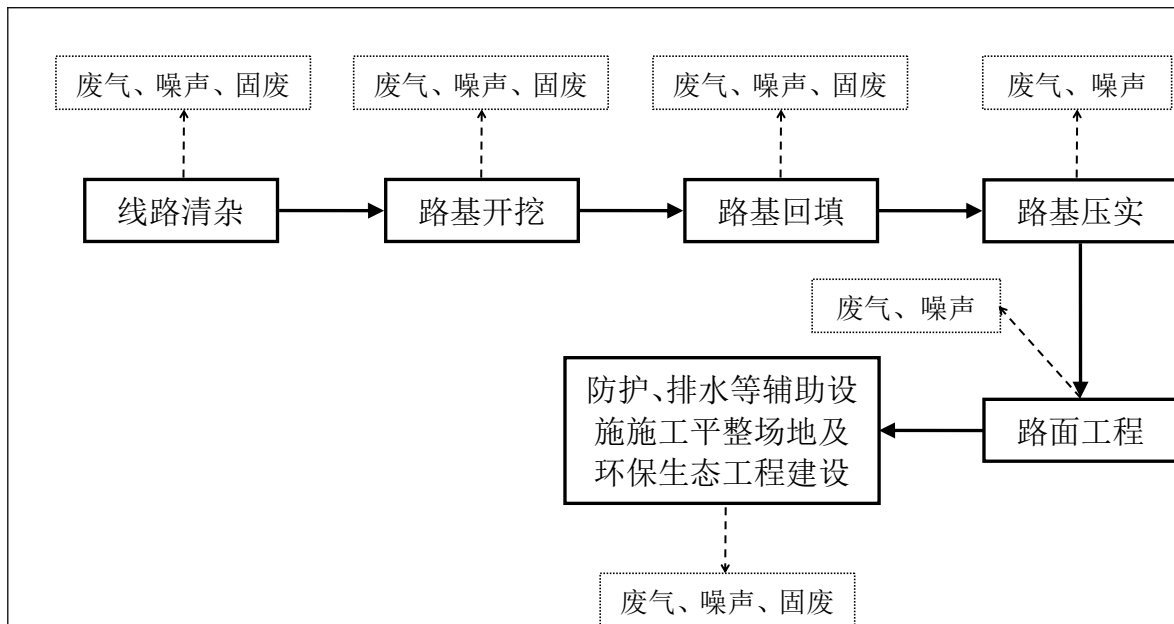 废气、噪声、固废
废气、噪声、固废
废气、噪声、固废
废气、噪声
线路清杂
路基开挖
路基回填
路基压实
废气、噪声
防护、排水等辅助设
施施工平整场地及
环保生态工程建设
路面工程
废气、噪声、固废